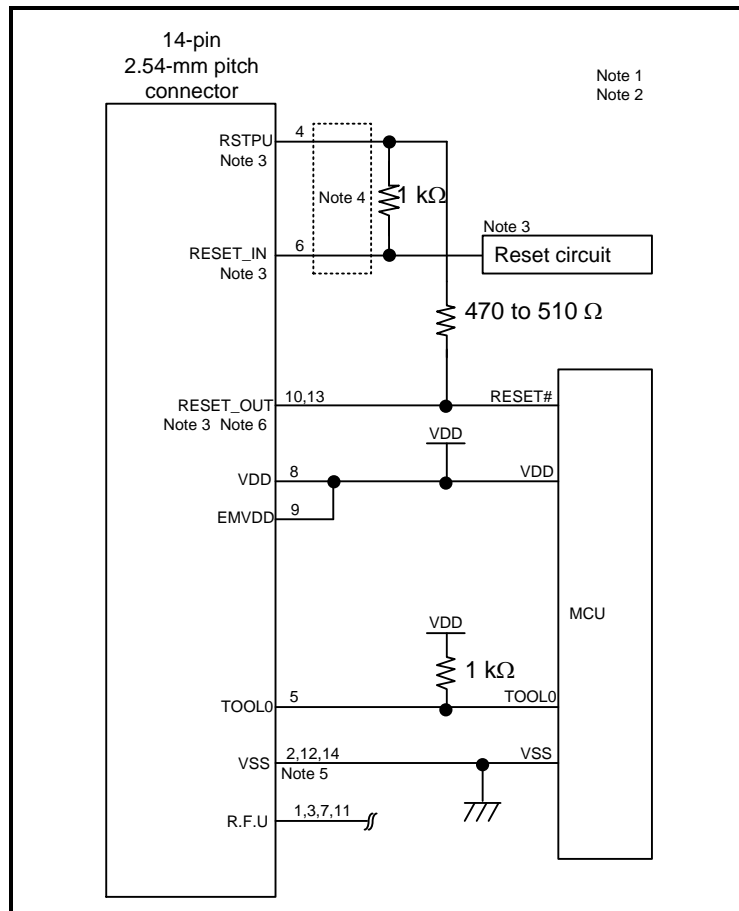 14-pin
2.54-mm pitch
connector
Note 1
Note 2
RSTPU
4
Note 3
Note 4
1 kΩ
Note 3
RESET_IN
6
Reset circuit
Note 3
470 to 510 Ω
RESET_OUT
10,13
RESET#
Note 3 Note 6
VDD
VDD
8
VDD
EMVDD
9
MCU
VDD
1 kΩ
TOOL0
5
TOOL0
VSS
2,12,14
VSS
Note 5
R.F.U
1,3,7,11